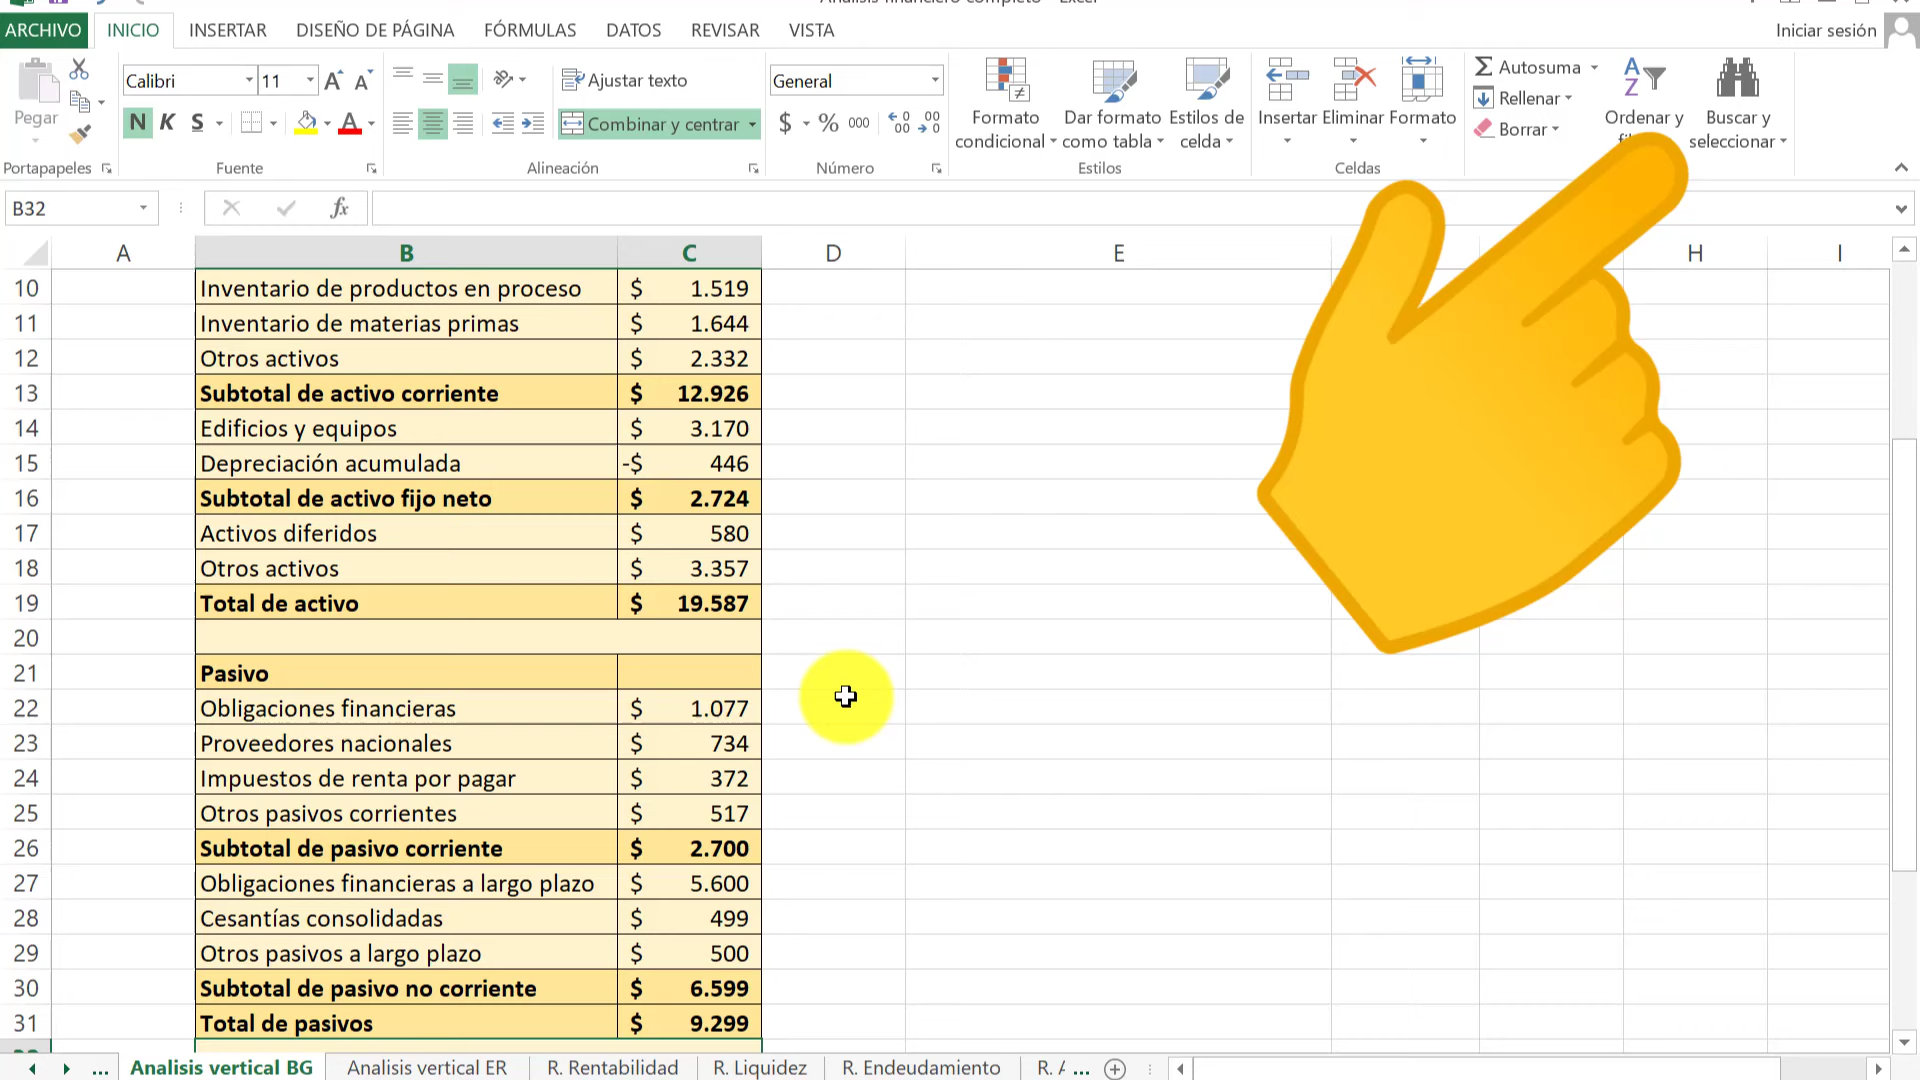 Análisis financiero completo - Excel
ARCHIVO INICIO INSERTAR DISEÑO DE PÁGINA FÓRMULAS DATOS REVISAR VISTA Iniciar sesión
Pegar
Portapapeles
Calibri 11
N K S
Fuente
Ajustar texto
Combinar y centrar
Alineación
General
$ % 000
Número
Formato condicional
Dar formato como tabla
Estilos de celda
Estilos
Insertar Eliminar Formato
Celdas
Autosuma
Rellenar
Borrar
Ordenar y
Buscar y seleccionar
B32 fx
A B C D E H I
10 Inventario de productos en proceso $ 1.519
11 Inventario de materias primas $ 1.644
12 Otros activos $ 2.332
13 Subtotal de activo corriente $ 12.926
14 Edificios y equipos $ 3.170
15 Depreciación acumulada -$ 446
16 Subtotal de activo fijo neto $ 2.724
17 Activos diferidos $ 580
18 Otros activos $ 3.357
19 Total de activo $ 19.587
20
21 Pasivo
22 Obligaciones financieras $ 1.077
23 Proveedores nacionales $ 734
24 Impuestos de renta por pagar $ 372
25 Otros pasivos corrientes $ 517
26 Subtotal de pasivo corriente $ 2.700
27 Obligaciones financieras a largo plazo $ 5.600
28 Cesantías consolidadas $ 499
29 Otros pasivos a largo plazo $ 500
30 Subtotal de pasivo no corriente $ 6.599
31 Total de pasivos $ 9.299
... Analisis vertical BG Analisis vertical ER R. Rentabilidad R. Liquidez R. Endeudamiento R. A ...